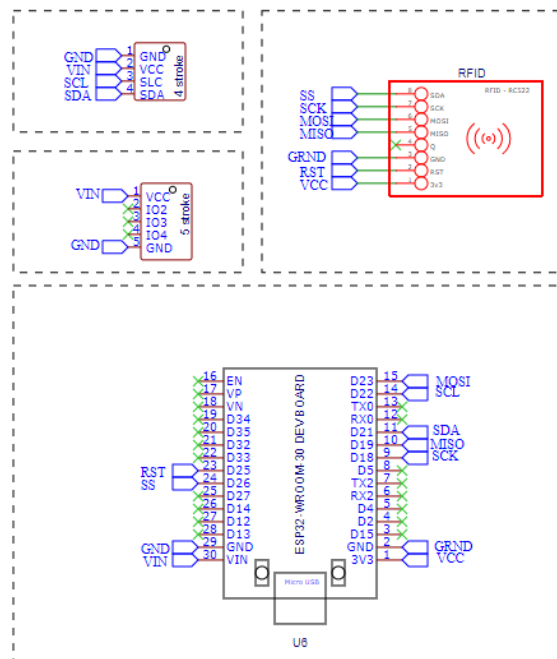 GND 1 GND
VIN 2 VCC
SCL 3 SLC
SDA 4 SDA
4 stroke
VIN 1 VCC
2 IO2
3 IO3
4 IO4
GND 5 GND
5 stroke
RFID
RFID - RC522
SS 8 SDA
SCK 7 SCK
MOSI 6 MOSI
MISO 5 MISO
4 Q
GRND 3 GND
RST 2 RST
VCC 1 3v3
ESP32-WROOM-30 DEVBOARD
16 EN D23 15 MOSI
17 VP D22 14 SCL
18 VN TX0 13
19 D34 RX0 12
20 D35 D21 11 SDA
21 D32 D19 10 MISO
22 D33 D18 9 SCK
RST 23 D25 D5 8
SS 24 D26 TX2 7
25 D27 RX2 6
26 D14 D4 5
27 D12 D2 4
28 D13 D15 3
GND 29 GND GND 2 GRND
VIN 30 VIN 3V3 1 VCC
Micro USB
U6